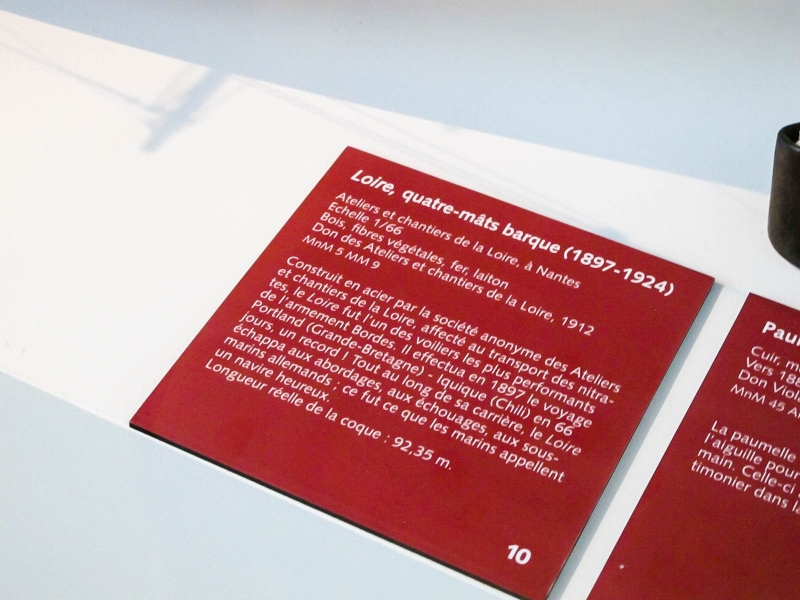 Loire, quatre-mâts barque (1897-1924)
Ateliers et chantiers de la Loire, à Nantes
Echelle 1/66
Bois, fibres végétales, fer, laiton
Don des Ateliers et chantiers de la Loire, 1912
MnM 5 MM 9
Construit en acier par la société anonyme des Ateliers
et chantiers de la Loire, affecté au transport des nitra-
tes, le Loire fut l'un des voiliers les plus performants
de l'armement Bordes. Il effectua en 1897 le voyage
Portland (Grande-Bretagne) - Iquique (Chili) en 66
jours, un record ! Tout au long de sa carrière, le Loire
échappa aux abordages, aux échouages, aux sous-
marins allemands : ce fut ce que les marins appellent
un navire heureux.
Longueur réelle de la coque : 92,35 m.
10
Cuir, m
Vers 18
Don Viol
MnM 45 A
La paumelle
l'aiguille pour
main. Celle-ci
timonier dans l